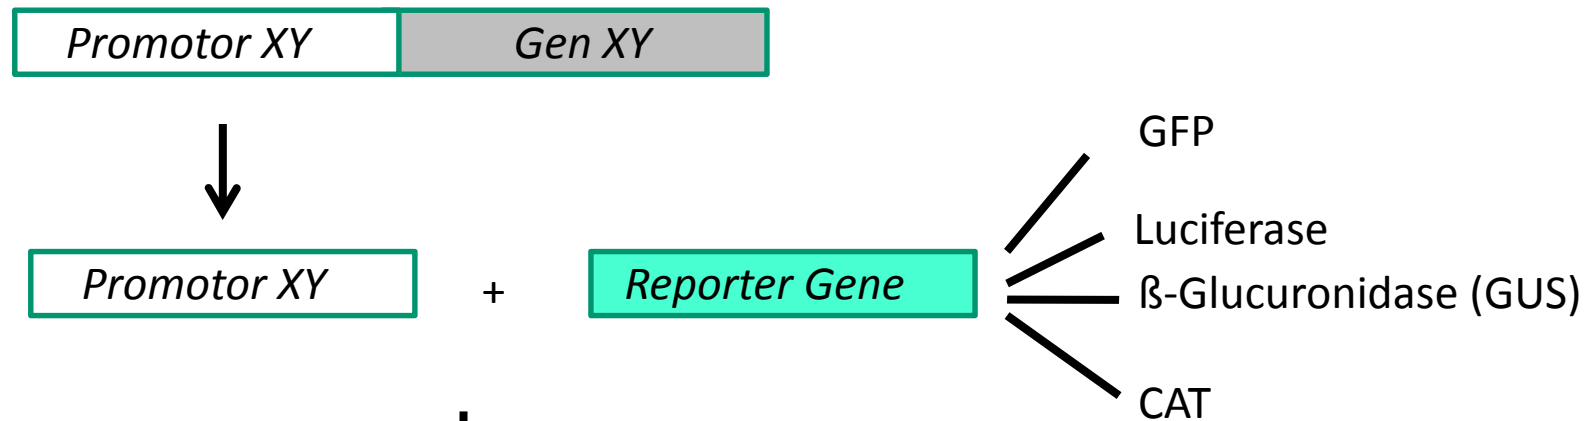 Promotor XY Gen XY
GFP
Luciferase
Promotor XY + Reporter Gene
ß-Glucuronidase (GUS)
CAT